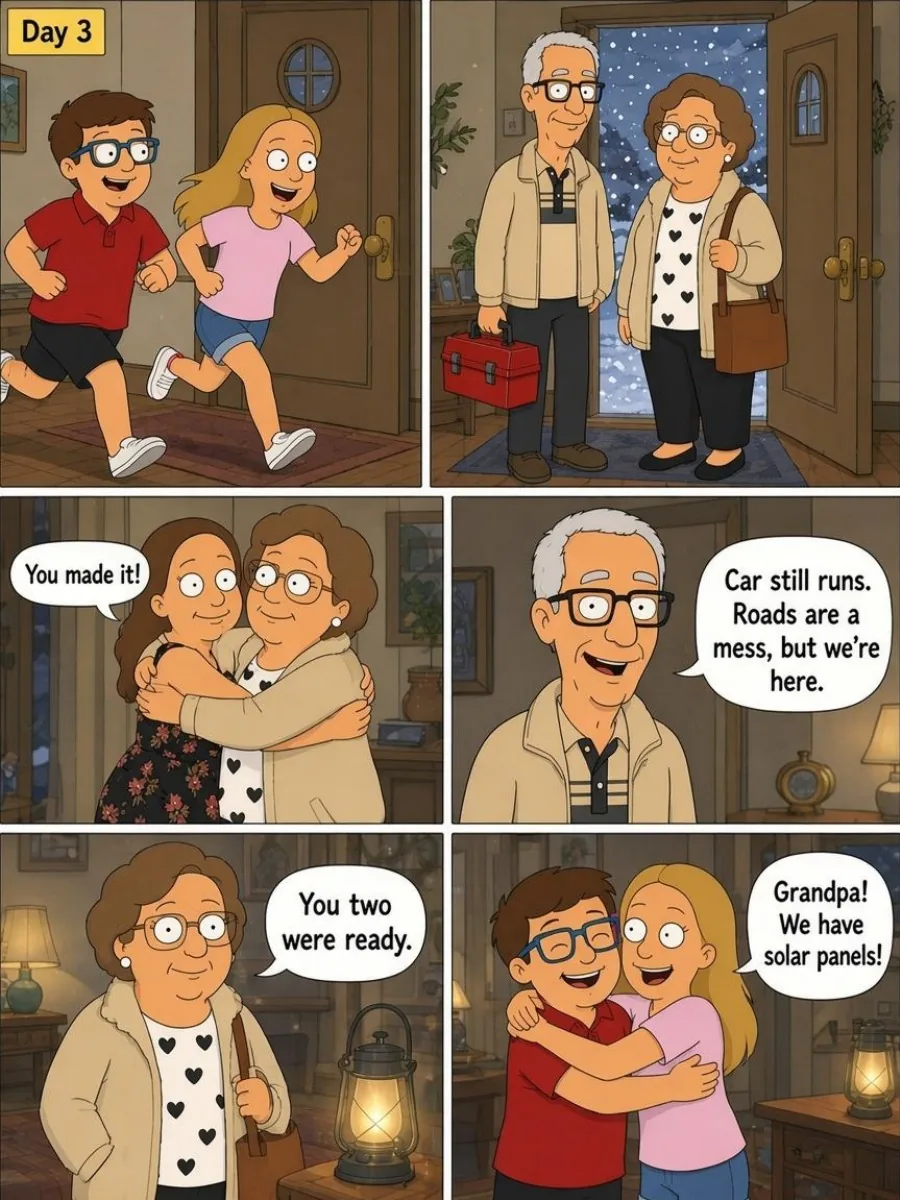 Day 3
You made it!
Car still runs.
Roads are a
mess, but we’re
here.
You two
were ready.
Grandpa!
We have
solar panels!